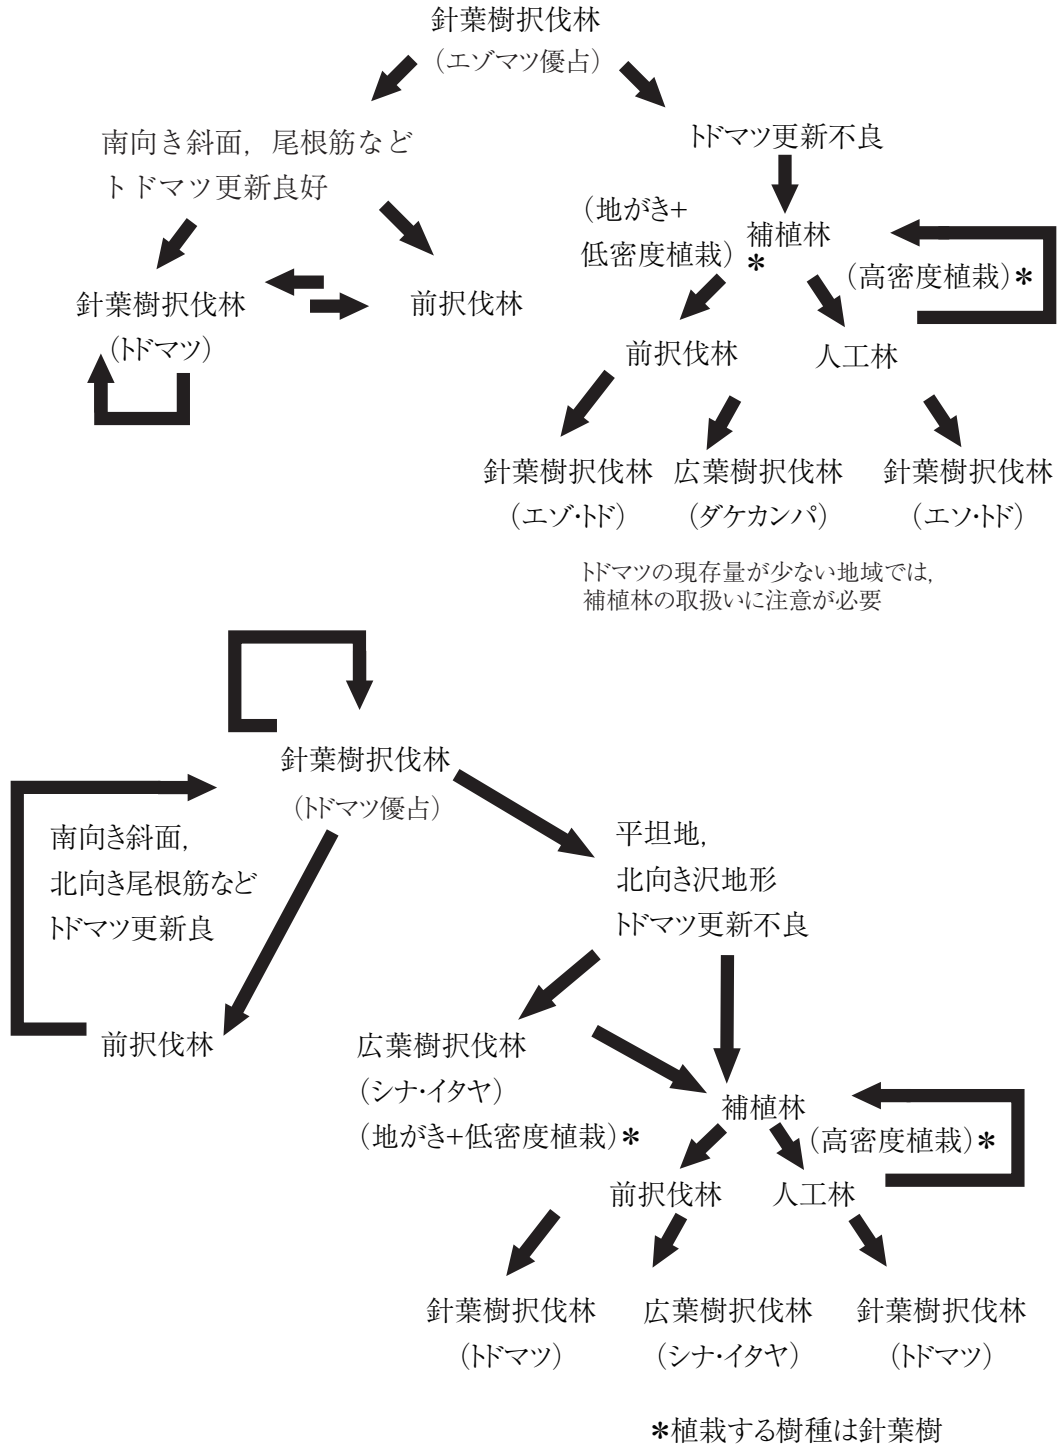 針葉樹択伐林
（エゾマツ優占）
南向き斜面，尾根筋など
トドマツ更新良好
トドマツ更新不良
（地がき+
低密度植栽）
補植林
＊
（高密度植栽）＊
針葉樹択伐林
（トドマツ）
前択伐林
前択伐林
人工林
針葉樹択伐林
（エゾ・トド）
広葉樹択伐林
（ダケカンパ）
針葉樹択伐林
（エソ・トド）
トドマツの現存量が少ない地域では，
補植林の取扱いに注意が必要
針葉樹択伐林
（トドマツ優占）
南向き斜面，
北向き尾根筋など
トドマツ更新良
平坦地，
北向き沢地形
トドマツ更新不良
前択伐林
広葉樹択伐林
（シナ・イタヤ）
（地がき+低密度植栽）＊
補植林
（高密度植栽）＊
前択伐林
人工林
針葉樹択伐林
（トドマツ）
広葉樹択伐林
（シナ・イタヤ）
針葉樹択伐林
（トドマツ）
＊植栽する樹種は針葉樹